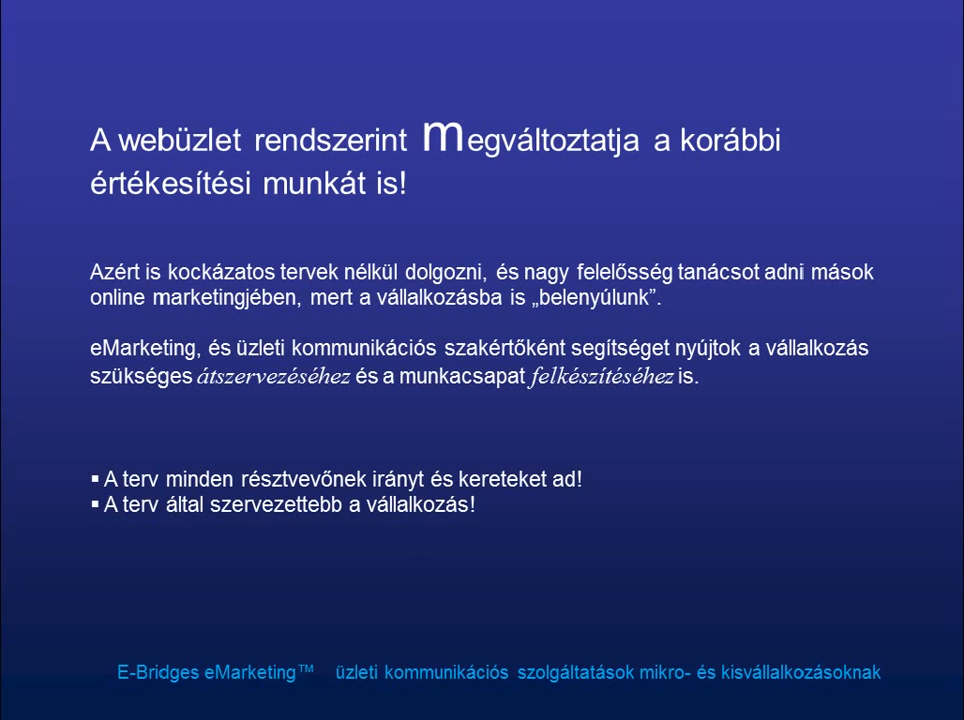 A webüzlet rendszerint megváltoztatja a korábbi
értékesítési munkát is!
Azért is kockázatos tervek nélkül dolgozni, és nagy felelősség tanácsot adni mások
online marketingjében, mert a vállalkozásba is „belenyúlunk”.
eMarketing, és üzleti kommunikációs szakértőként segítséget nyújtok a vállalkozás
szükséges átszervezéséhez és a munkacsapat felkészítéséhez is.
▪ A terv minden résztvevőnek irányt és kereteket ad!
▪ A terv által szervezettebb a vállalkozás!
E-Bridges eMarketing™ üzleti kommunikációs szolgáltatások mikro- és kisvállalkozásoknak